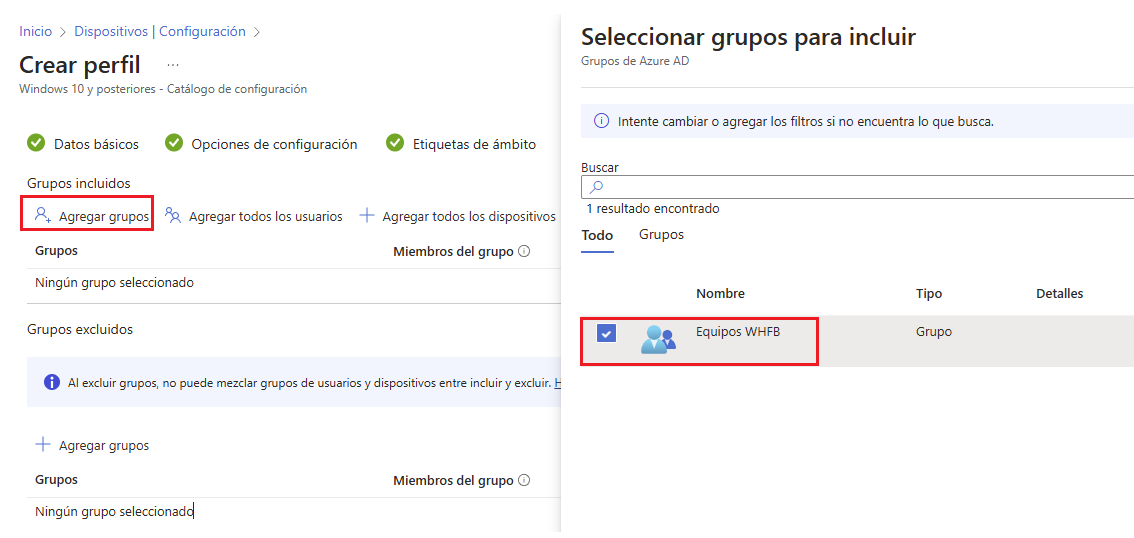 Inicio > Dispositivos | Configuración >
Crear perfil ...
Windows 10 y posteriores - Catálogo de configuración
Datos básicos Opciones de configuración Etiquetas de ámbito
Grupos incluidos
Agregar grupos Agregar todos los usuarios Agregar todos los dispositivos
Grupos Miembros del grupo
Ningún grupo seleccionado
Grupos excluidos
Al excluir grupos, no puede mezclar grupos de usuarios y dispositivos entre incluir y excluir.
Agregar grupos
Grupos Miembros del grupo
Ningún grupo seleccionado
Seleccionar grupos para incluir
Grupos de Azure AD
Intente cambiar o agregar los filtros si no encuentra lo que busca.
Buscar
1 resultado encontrado
Todo Grupos
Nombre Tipo Detalles
Equipos WHFB Grupo